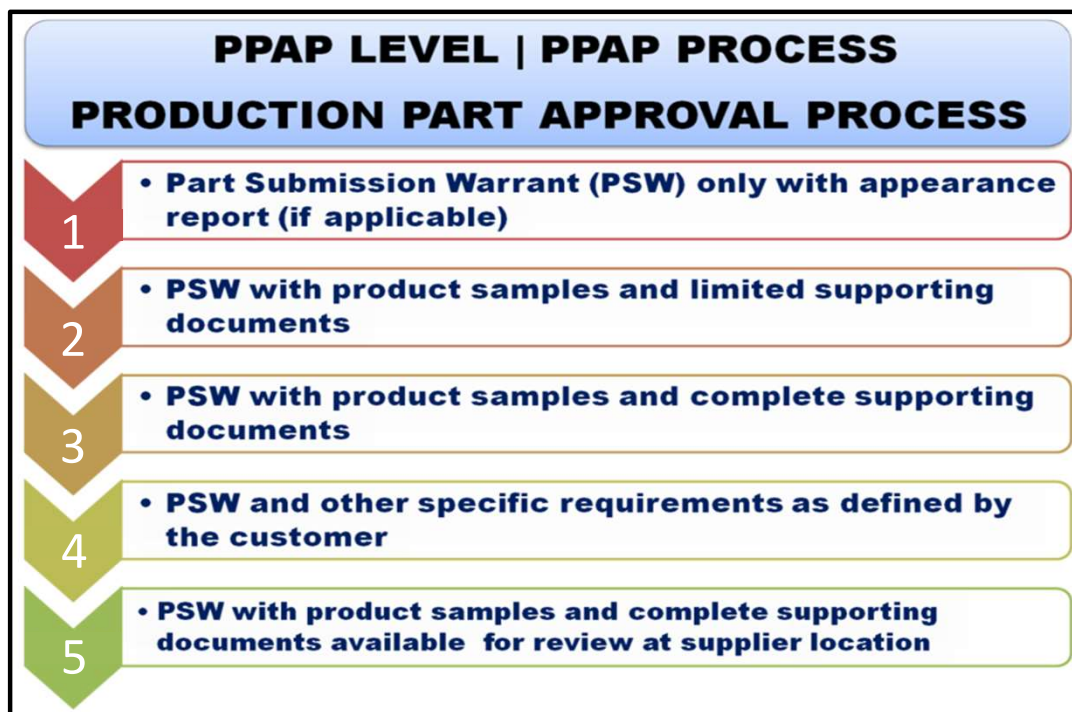 PPAP LEVEL | PPAP PROCESS
PRODUCTION PART APPROVAL PROCESS
1
• Part Submission Warrant (PSW) only with appearance
report (if applicable)
2
• PSW with product samples and limited supporting
documents
3
• PSW with product samples and complete supporting
documents
4
• PSW and other specific requirements as defined by
the customer
5
• PSW with product samples and complete supporting
documents available for review at supplier location